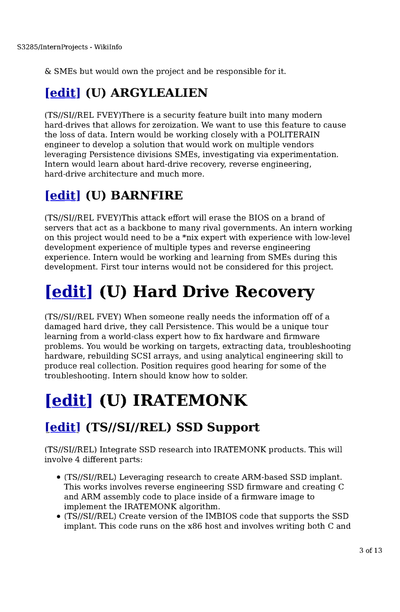 S3285/InternProjects - WikiInfo
& SMEs but would own the project and be responsible for it.
[edit] (U) ARGYLEALIEN
(TS//SI//REL FVEY)There is a security feature built into many modern
hard-drives that allows for zeroization. We want to use this feature to cause
the loss of data. Intern would be working closely with a POLITERAIN
engineer to develop a solution that would work on multiple vendors
leveraging Persistence divisions SMEs, investigating via experimentation.
Intern would learn about hard-drive recovery, reverse engineering,
hard-drive architecture and much more.
[edit] (U) BARNFIRE
(TS//SI//REL FVEY)This attack effort will erase the BIOS on a brand of
servers that act as a backbone to many rival governments. An intern working
on this project would need to be a *nix expert with experience with low-level
development experience of multiple types and reverse engineering
experience. Intern would be working and learning from SMEs during this
development. First tour interns would not be considered for this project.
[edit] (U) Hard Drive Recovery
(TS//SI//REL FVEY) When someone really needs the information off of a
damaged hard drive, they call Persistence. This would be a unique tour
learning from a world-class expert how to fix hardware and firmware
problems. You would be working on targets, extracting data, troubleshooting
hardware, rebuilding SCSI arrays, and using analytical engineering skill to
produce real collection. Position requires good hearing for some of the
troubleshooting. Intern should know how to solder.
[edit] (U) IRATEMONK
[edit] (TS//SI//REL) SSD Support
(TS//SI//REL) Integrate SSD research into IRATEMONK products. This will
involve 4 different parts:
• (TS//SI//REL) Leveraging research to create ARM-based SSD implant.
This works involves reverse engineering SSD firmware and creating C
and ARM assembly code to place inside of a firmware image to
implement the IRATEMONK algorithm.
• (TS//SI//REL) Create version of the IMBIOS code that supports the SSD
implant. This code runs on the x86 host and involves writing both C and
3 of 13